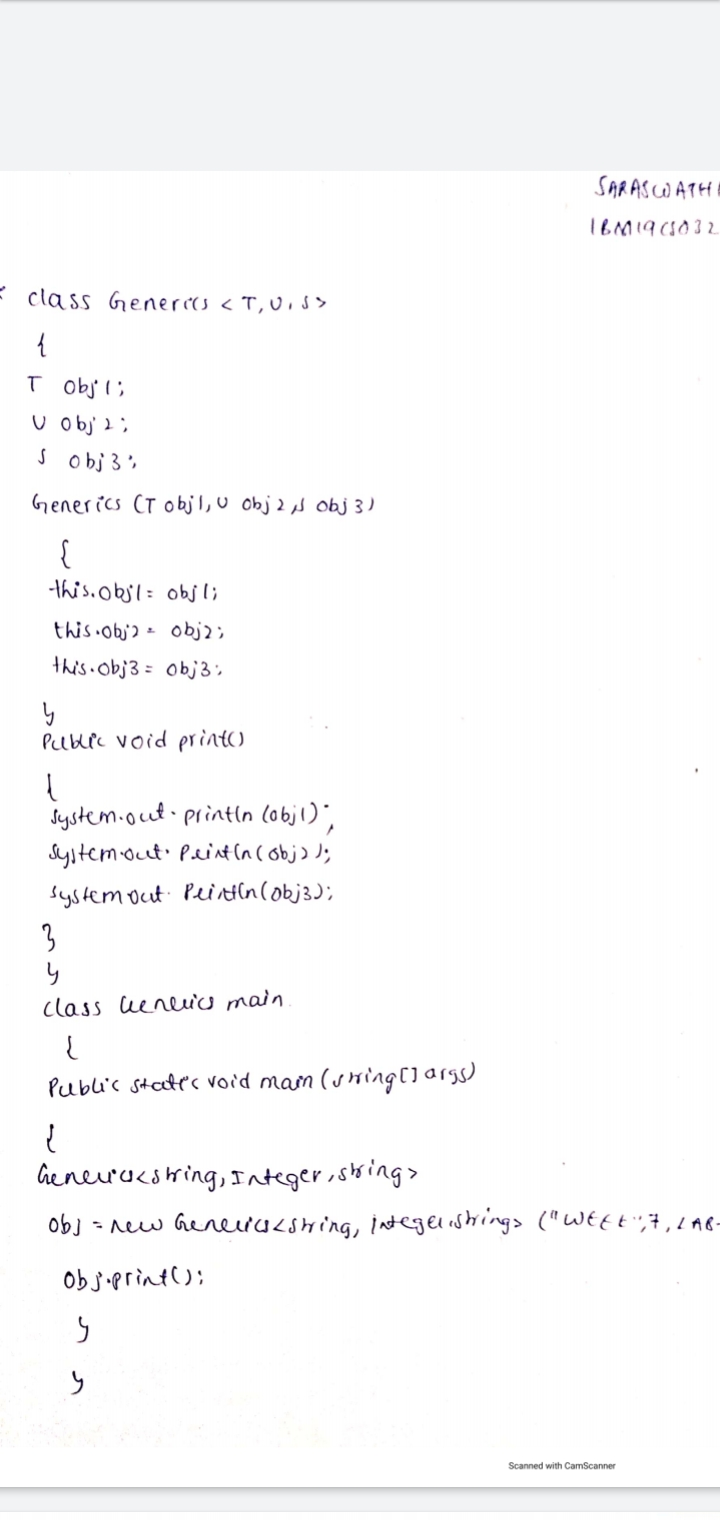 SARASWATHI
1BM19CS032
class Generics <T,U,S>
{
T obj1;
U obj2;
S obj3;
Generics (T obj1, U obj2, S obj3)
{
this.obj1 = obj1;
this.obj2 = obj2;
this.obj3 = obj3;
}
Public void print()
{
System.out.println (obj1);
System.out.println(obj2);
System out. Println(obj3);
}
}
class Generics main
{
Public static void main (String[] args)
{
Generics<string, Integer, string>
obj = new Generics<string, integer, string> ("WEEK", 7, LAB-
obj.print();
}
}
Scanned with CamScanner